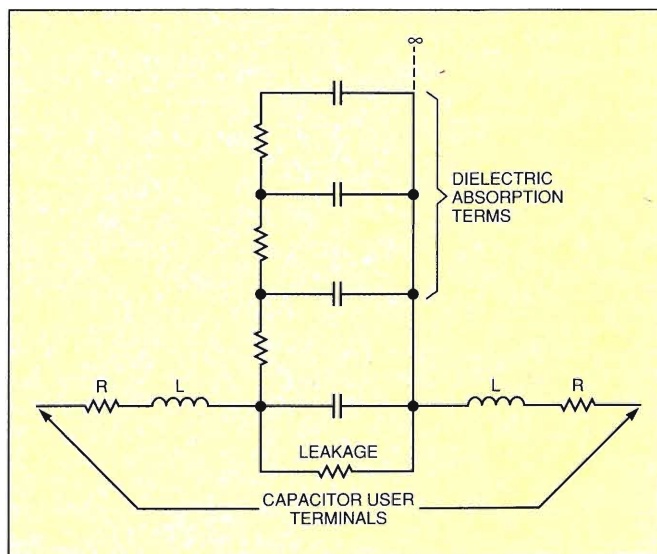 ∞
DIELECTRIC
ABSORPTION
TERMS
R
L
L
R
LEAKAGE
CAPACITOR USER
TERMINALS